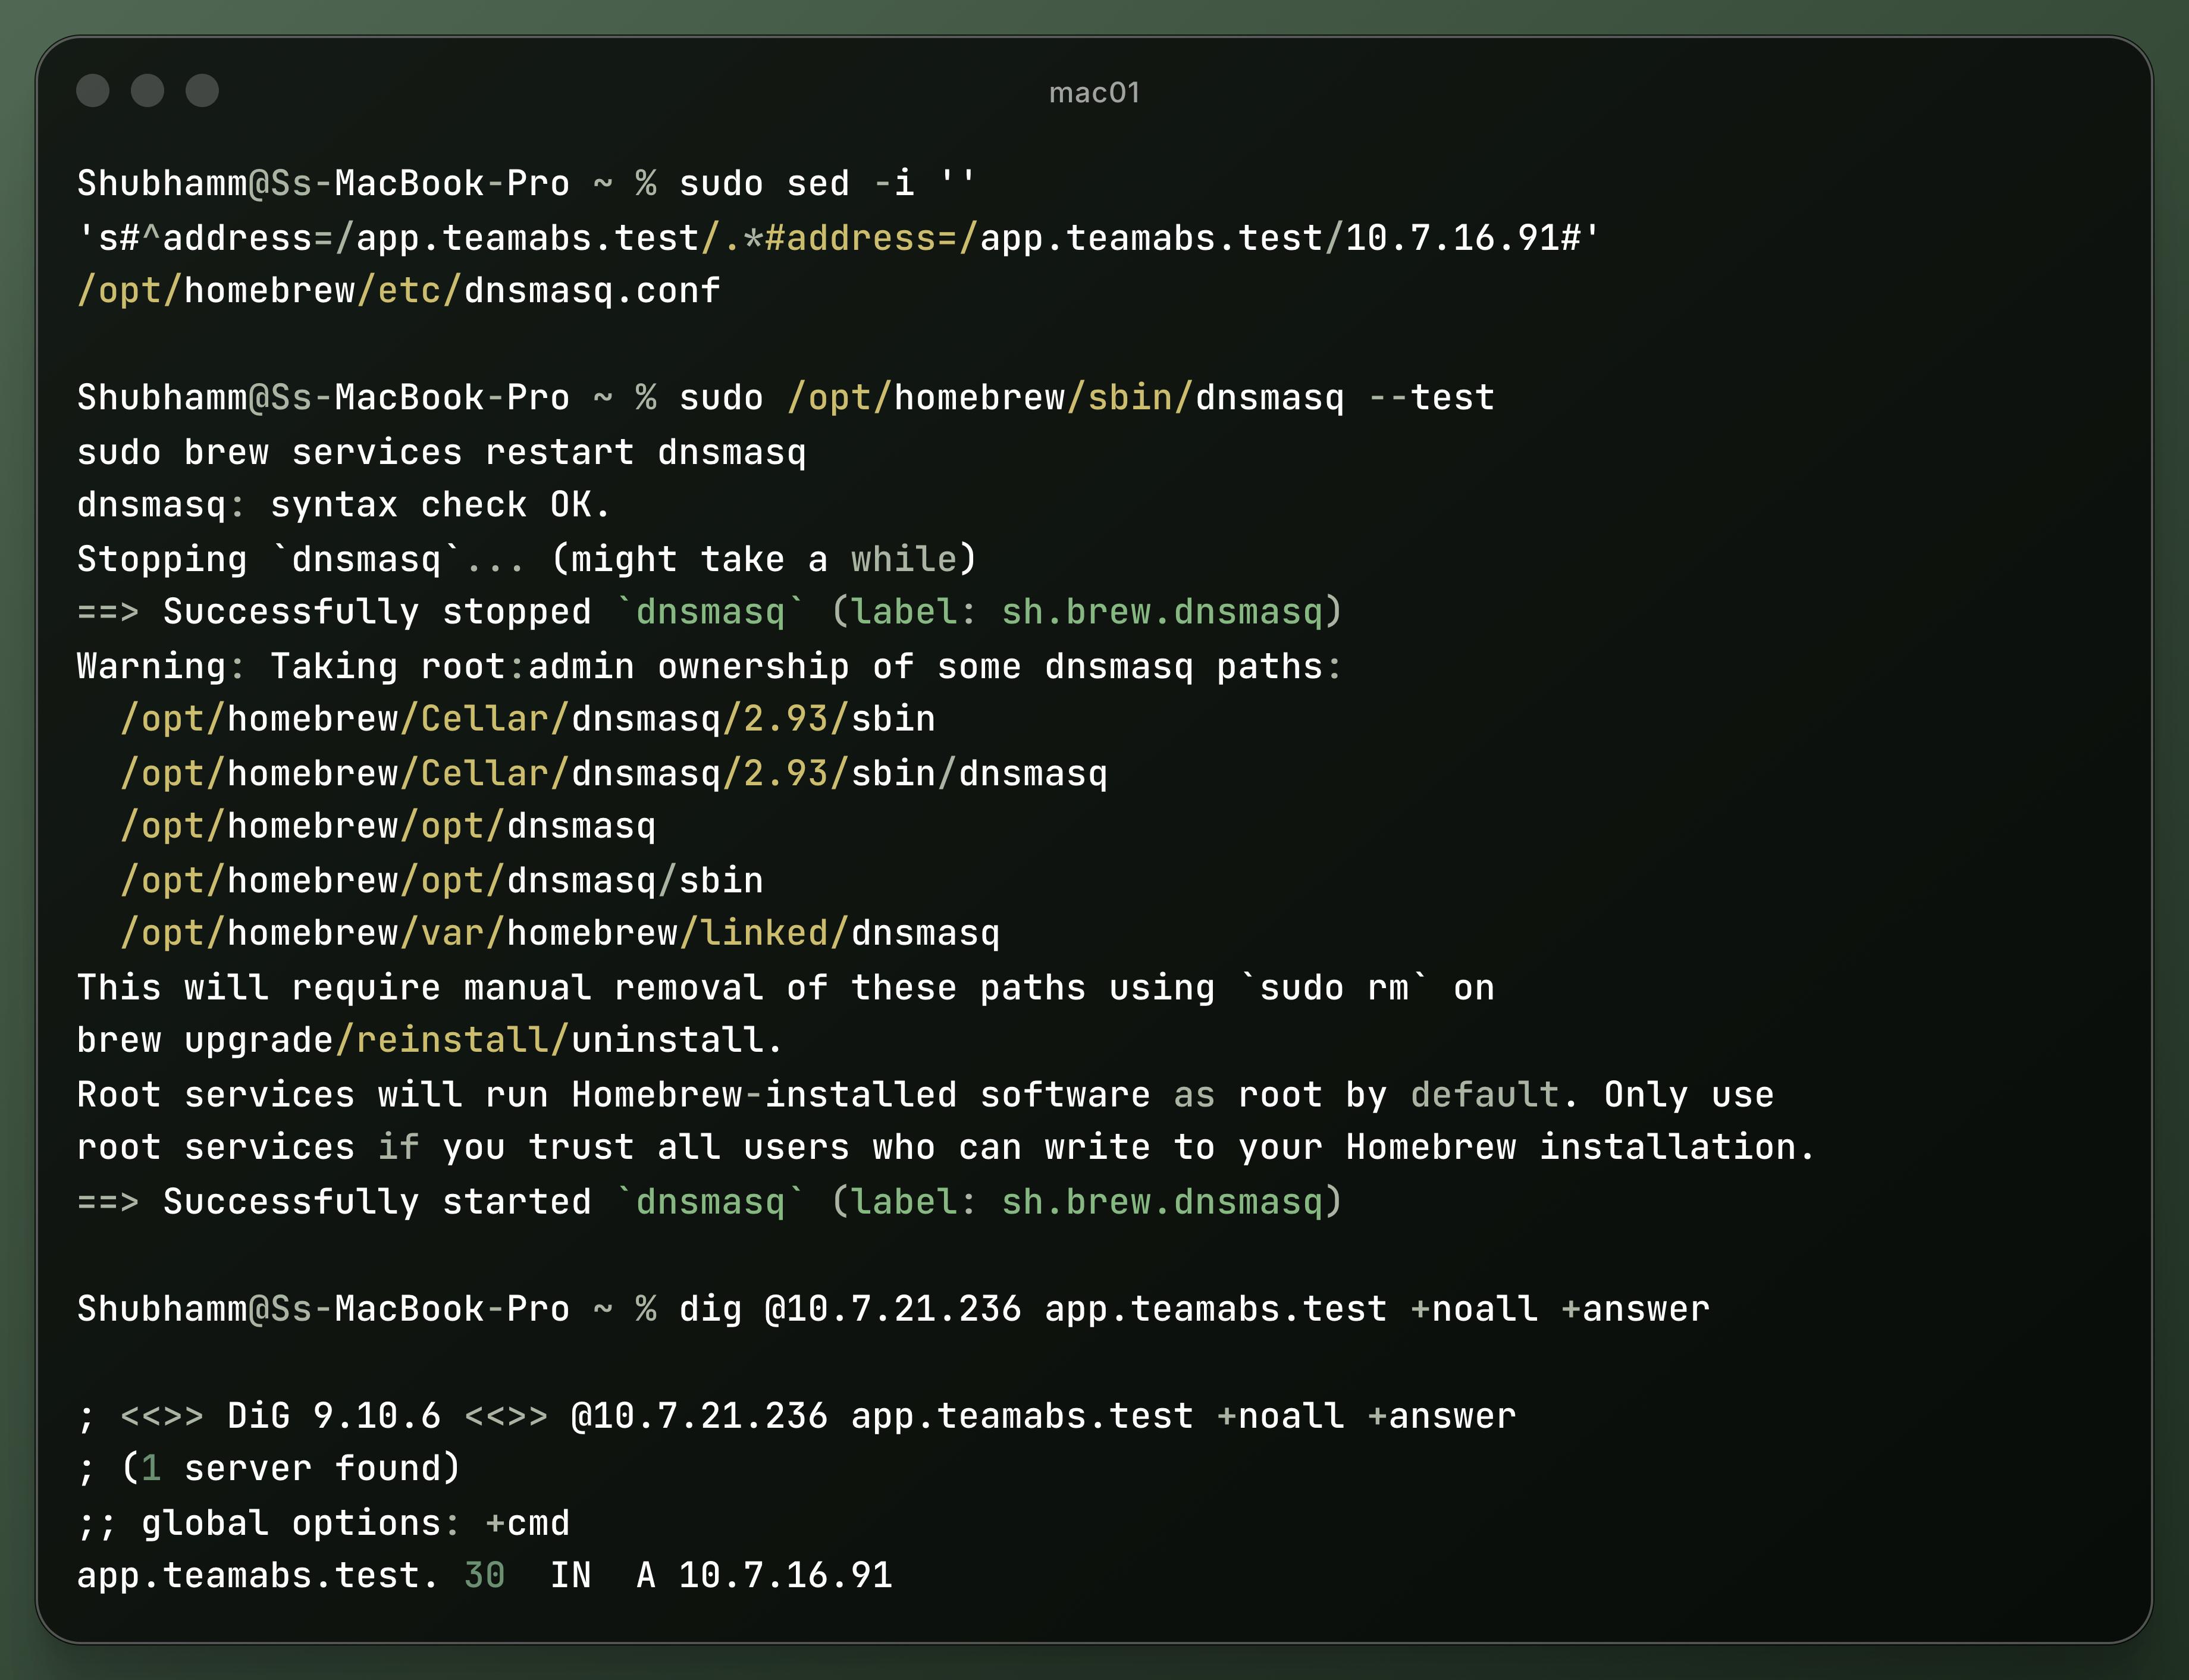 mac01
Shubhamm@Ss-MacBook-Pro ~ % sudo sed -i ''
's#^address=/app.teamabs.test/.*#address=/app.teamabs.test/10.7.16.91#'
/opt/homebrew/etc/dnsmasq.conf
Shubhamm@Ss-MacBook-Pro ~ % sudo /opt/homebrew/sbin/dnsmasq --test
sudo brew services restart dnsmasq
dnsmasq: syntax check OK.
Stopping `dnsmasq`... (might take a while)
==> Successfully stopped `dnsmasq` (label: sh.brew.dnsmasq)
Warning: Taking root:admin ownership of some dnsmasq paths:
  /opt/homebrew/Cellar/dnsmasq/2.93/sbin
  /opt/homebrew/Cellar/dnsmasq/2.93/sbin/dnsmasq
  /opt/homebrew/opt/dnsmasq
  /opt/homebrew/opt/dnsmasq/sbin
  /opt/homebrew/var/homebrew/linked/dnsmasq
This will require manual removal of these paths using `sudo rm` on
brew upgrade/reinstall/uninstall.
Root services will run Homebrew-installed software as root by default. Only use
root services if you trust all users who can write to your Homebrew installation.
==> Successfully started `dnsmasq` (label: sh.brew.dnsmasq)
Shubhamm@Ss-MacBook-Pro ~ % dig @10.7.21.236 app.teamabs.test +noall +answer
; <<>> DiG 9.10.6 <<>> @10.7.21.236 app.teamabs.test +noall +answer
; (1 server found)
;; global options: +cmd
app.teamabs.test. 30  IN  A 10.7.16.91